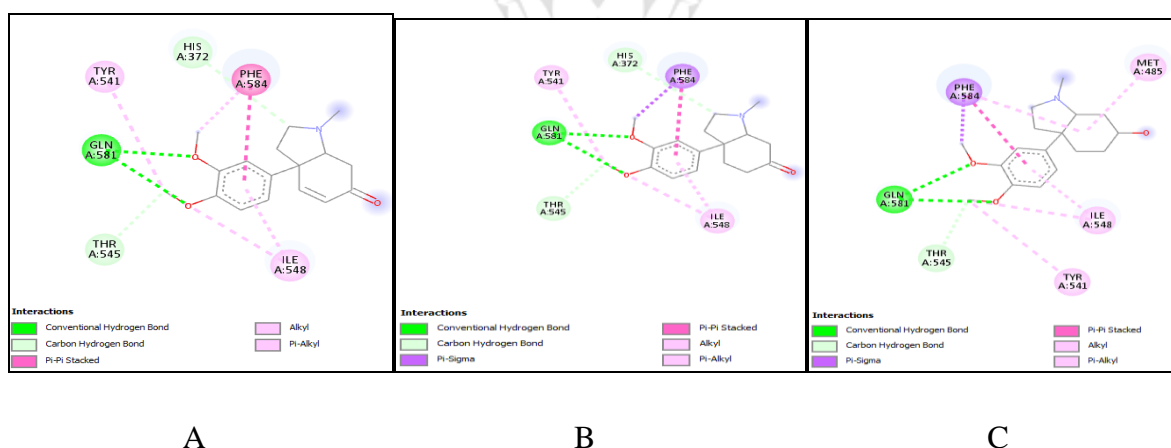 HIS
A:372
TYR
A:541
PHE
A:584
GLN
A:581
N
O
O
O
THR
A:545
ILE
A:548
Interactions
Conventional Hydrogen Bond
Carbon Hydrogen Bond
Pi-Pi Stacked
Alkyl
Pi-Alkyl
HIS
A:372
TYR
A:541
PHE
A:584
GLN
A:581
N
O
O
O
THR
A:545
ILE
A:548
Interactions
Conventional Hydrogen Bond
Carbon Hydrogen Bond
Pi-Sigma
Pi-Pi Stacked
Alkyl
Pi-Alkyl
MET
A:485
PHE
A:584
N
O
O
O
GLN
A:581
ILE
A:548
THR
A:545
TYR
A:541
Interactions
Conventional Hydrogen Bond
Carbon Hydrogen Bond
Pi-Sigma
Pi-Pi Stacked
Alkyl
Pi-Alkyl
A
B
C